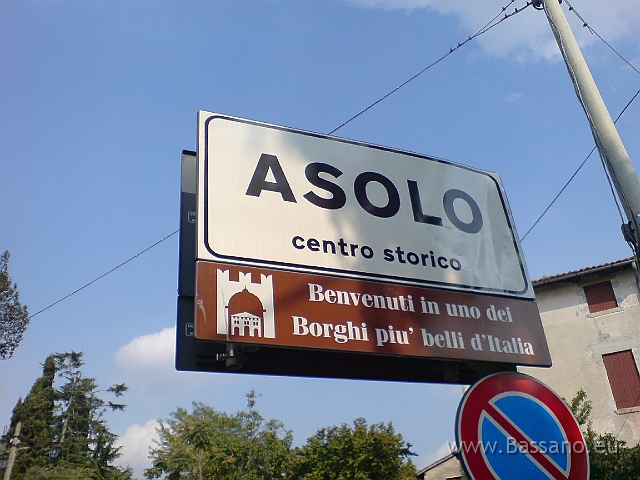 ASOLO
centro storico
Benvenuti in uno dei
Borghi piu' belli d'Italia
www.Bassano.eu